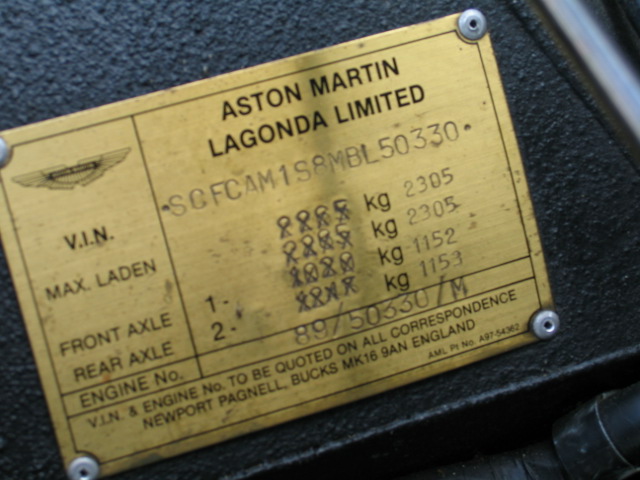 ASTON MARTIN
LAGONDA LIMITED
V.I.N. SCFCAM1S8MBL50330
MAX. LADEN kg 2305
kg 2305
FRONT AXLE 1- kg 1152
REAR AXLE 2- kg 1153
ENGINE No. 89/50330/M
V.I.N. & ENGINE No. TO BE QUOTED ON ALL CORRESPONDENCE
NEWPORT PAGNELL, BUCKS MK16 9AN ENGLAND
AML Pt No. A97-54362